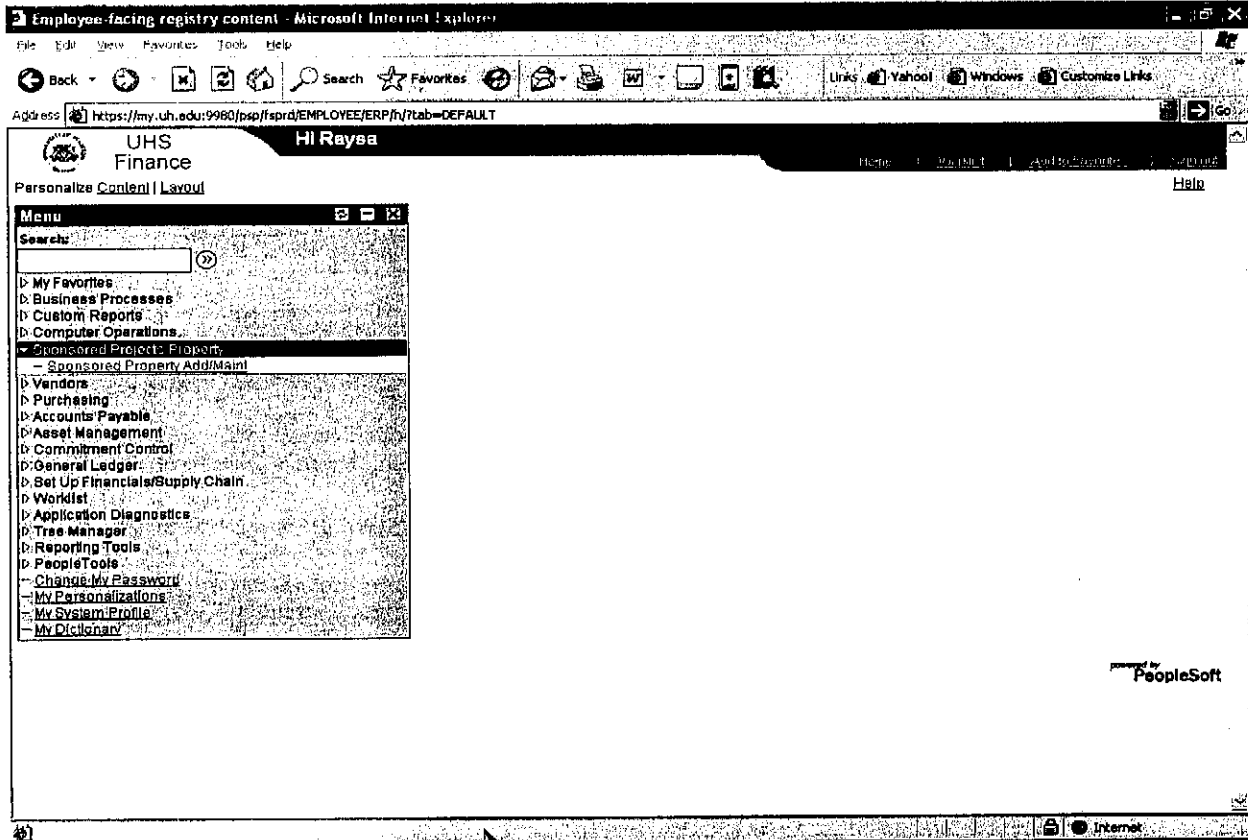 Employee-facing registry content - Microsoft Internet Explorer
File Edit View Favorites Tools Help
Back Search Favorites Links Yahoo! Windows Customize Links
Address https://my.uh.edu:9980/psp/fsprd/EMPLOYEE/ERP/h/?tab=DEFAULT Go
UHS Finance
Hi Raysa
Home Worklist Add to Favorites Sign out
Personalize Content | Layout Help
Menu
Search:
My Favorites
Business Processes
Custom Reports
Computer Operations
Sponsored Projects Property
– Sponsored Property Add/Maint
Vendors
Purchasing
Accounts Payable
Asset Management
Commitment Control
General Ledger
Set Up Financials/Supply Chain
Worklist
Application Diagnostics
Tree Manager
Reporting Tools
PeopleTools
– Change My Password
– My Personalizations
– My System Profile
– My Dictionary
powered by
PeopleSoft
Internet